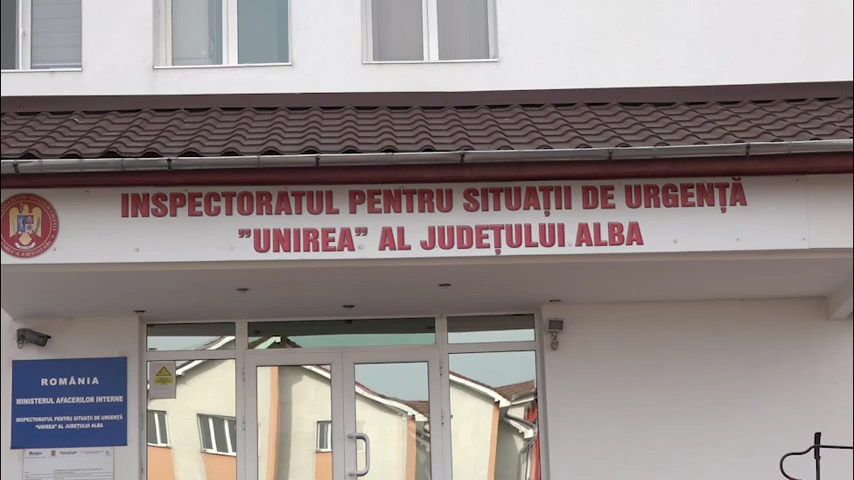 INSPECTORATUL PENTRU SITUAȚII DE URGENȚĂ
"UNIREA" AL JUDEȚULUI ALBA
ROMÂNIA
MINISTERUL AFACERILOR INTERNE
INSPECTORATUL PENTRU SITUAȚII DE URGENȚĂ
"UNIREA" AL JUDEȚULUI ALBA